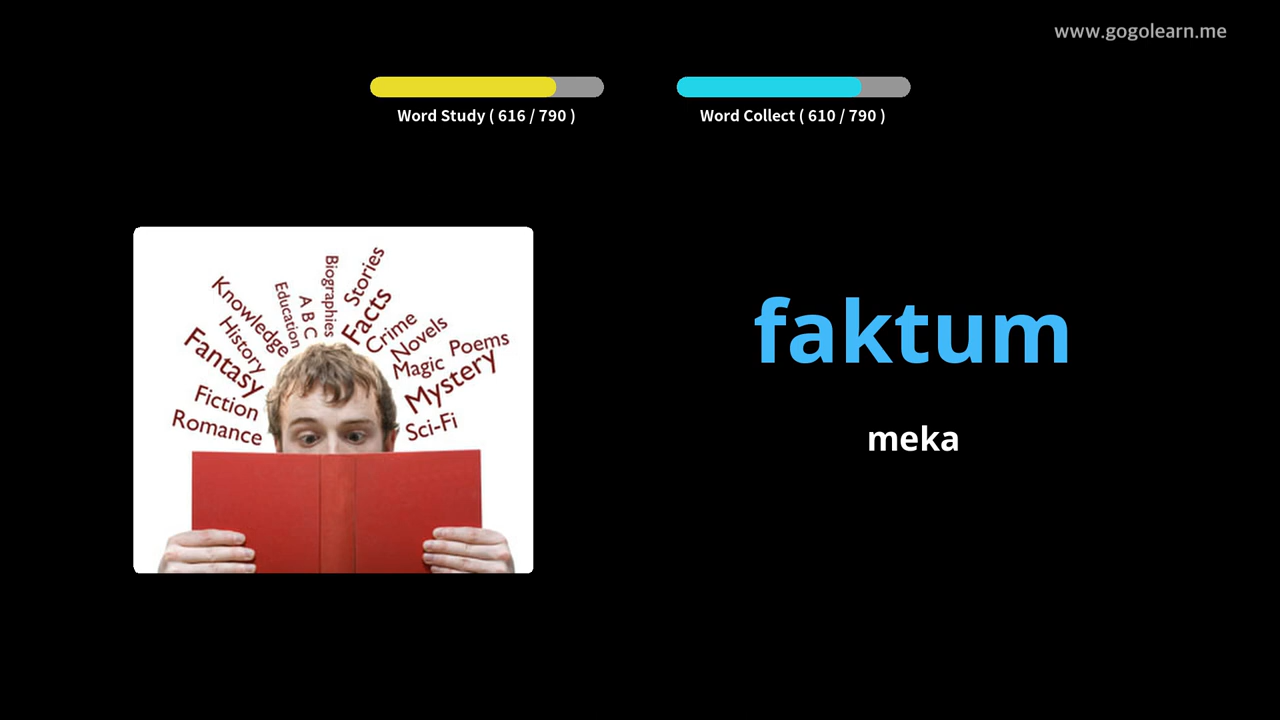 www.gogolearn.me
Word Study ( 616 / 790 )
Word Collect ( 610 / 790 )
Biographies
Stories
Education
A B C
Facts
Knowledge
Crime
History
Novels
Fantasy
Magic
Poems
Mystery
Fiction
Romance
Sci-Fi
faktum
meka